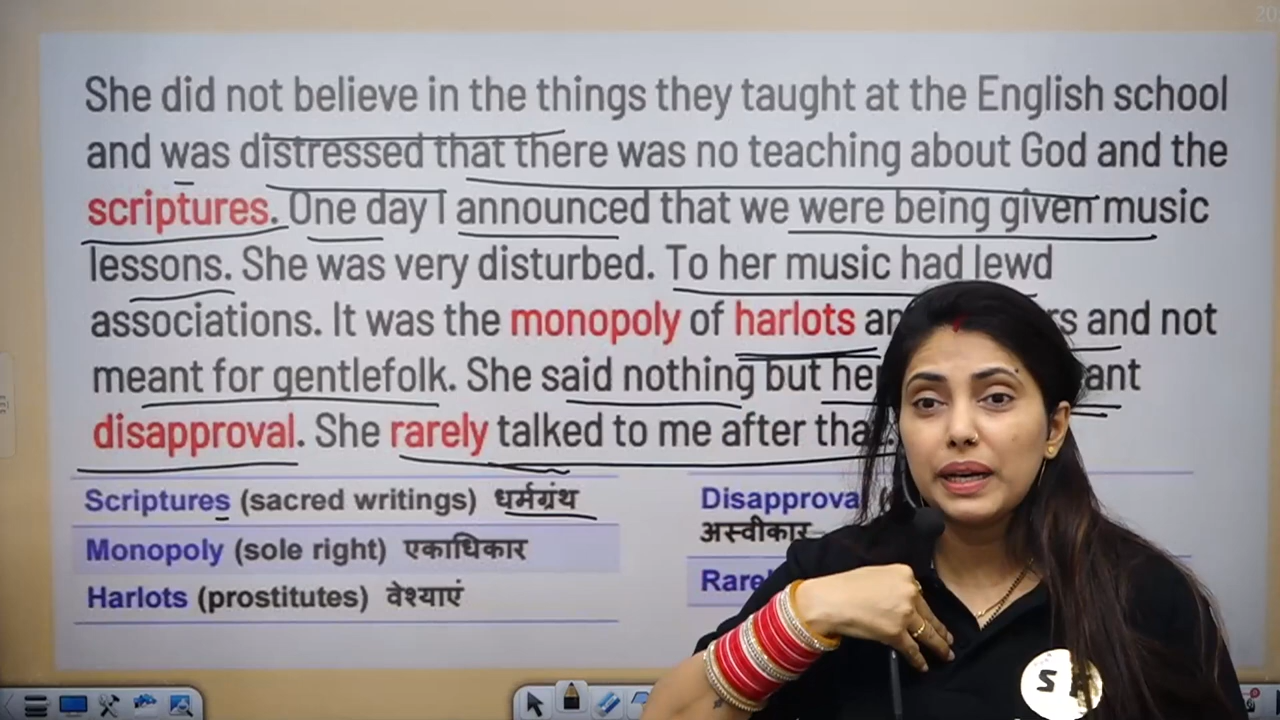 She did not believe in the things they taught at the English school
and was distressed that there was no teaching about God and the
scriptures. One day I announced that we were being given music
lessons. She was very disturbed. To her music had lewd
associations. It was the monopoly of harlots and not
meant for gentlefolk. She said nothing but
disapproval. She rarely talked to me after that.
Scriptures (sacred writings) धर्मग्रंथ
Monopoly (sole right) एकाधिकार
Harlots (prostitutes) वेश्याएं
Disapprova
अस्वीकार
Rare
S